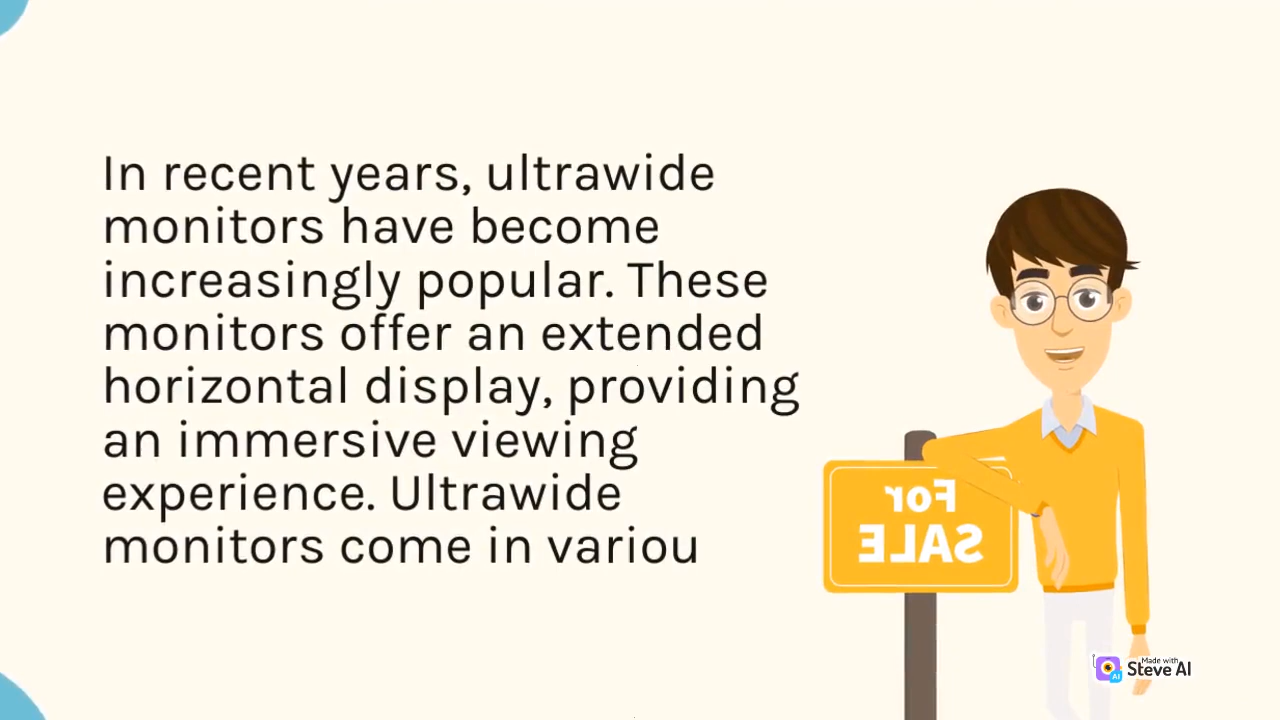 In recent years, ultrawide
monitors have become
increasingly popular. These
monitors offer an extended
horizontal display, providing
an immersive viewing
experience. Ultrawide
monitors come in variou
For
SALE
Made with
Steve AI
AI